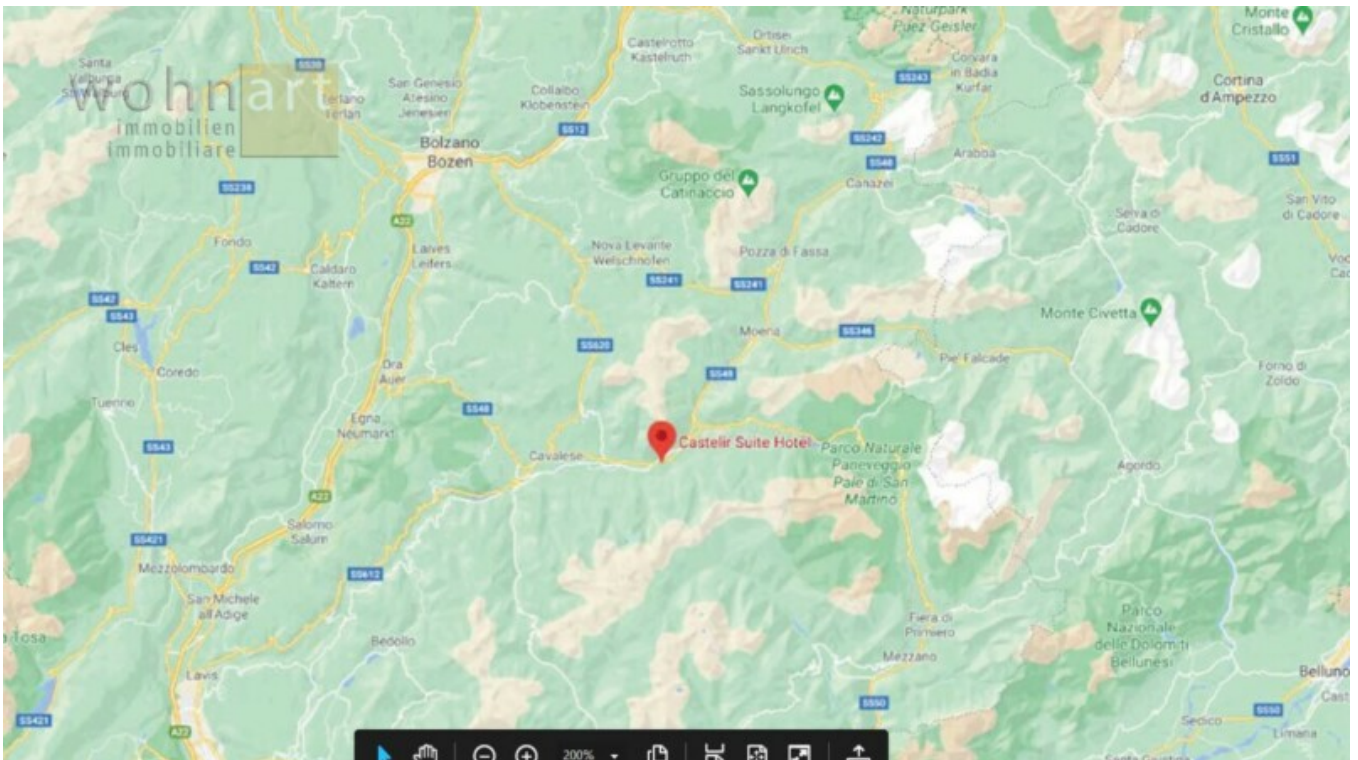 Naturpark
Puez Geisler
Monte
Cristallo
Ortisei
Sankt Ulrich
Castelrotto
Kastelruth
Corvara
in Badia
Kurfar
Santa
Valburga
SS38
wohnart
immobilien
immobiliare
Terlano
Terlan
San Genesio
Atesino
Jenesien
Collalbo
Klobenstein
Sassolungo
Langkofel
SS243
Cortina
d'Ampezzo
SS12
SS242
SS48
Bolzano
Bozen
Arabba
SS51
Gruppo del
Catinaccio
Canazei
SS238
San Vito
di Cadore
A22
Selva di
Cadore
Fondo
Laives
Leifers
Nova Levante
Welschnofen
Pozza di Fassa
SS42
Caldaro
Kaltern
SS241
SS241
SS42
SS43
Monte Civetta
Moena
SS346
Cles
SS620
Pief Falcade
Ora
Auer
SS48
Coredo
Forno di
Zoldo
Tuenno
SS48
Egna
Neumarkt
SS43
Castelir Suite Hotel
Cavalese
Parco Naturale
Paneveggio
Pale di San
Martino
Agordo
A22
Salorno
Salurn
SS421
Mezzolombardo
SS612
San Michele
all'Adige
Parco
Nazionale
delle Dolomiti
Bellunesi
Fiera di
Primiero
a Tosa
Bedollo
Mezzano
Lavis
Belluno
SS50
SS50
SS421
A22
Sedico
Limana
200%